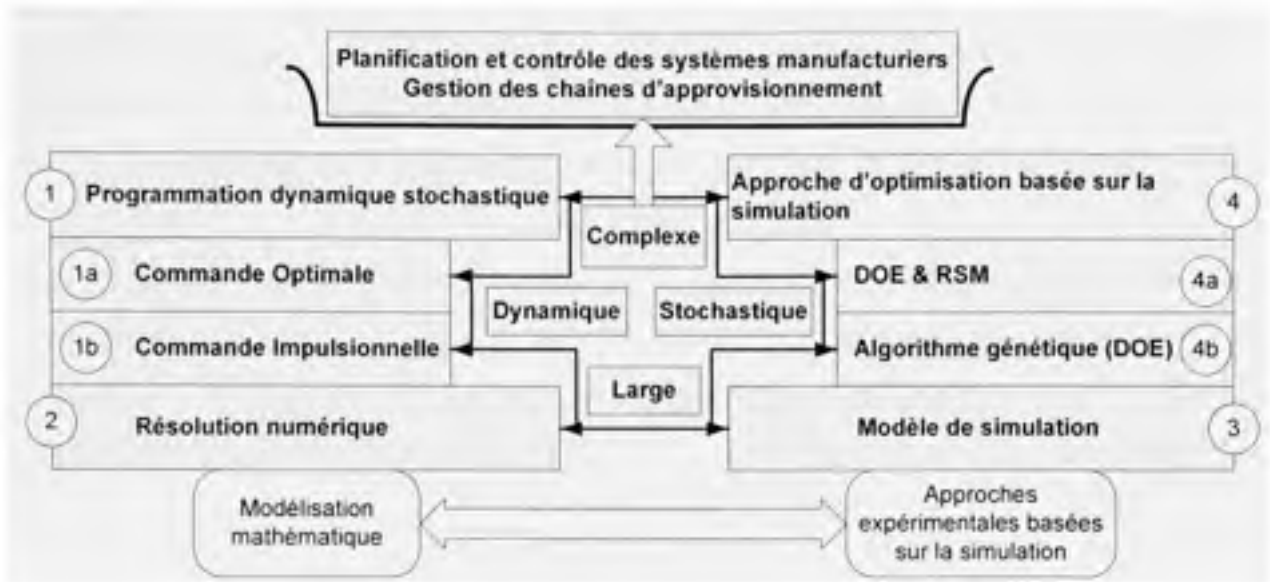 Planification et contrôle des systèmes manufacturiers
Gestion des chaînes d'approvisionnement
1
Programmation dynamique stochastique
Approche d'optimisation basée sur la
simulation
4
Complexe
1a
Commande Optimale
DOE & RSM
4a
Dynamique
Stochastique
1b
Commande Impulsionnelle
Algorithme génétique (DOE)
4b
Large
2
Résolution numérique
Modèle de simulation
3
Modélisation
mathématique
Approches
expérimentales basées
sur la simulation